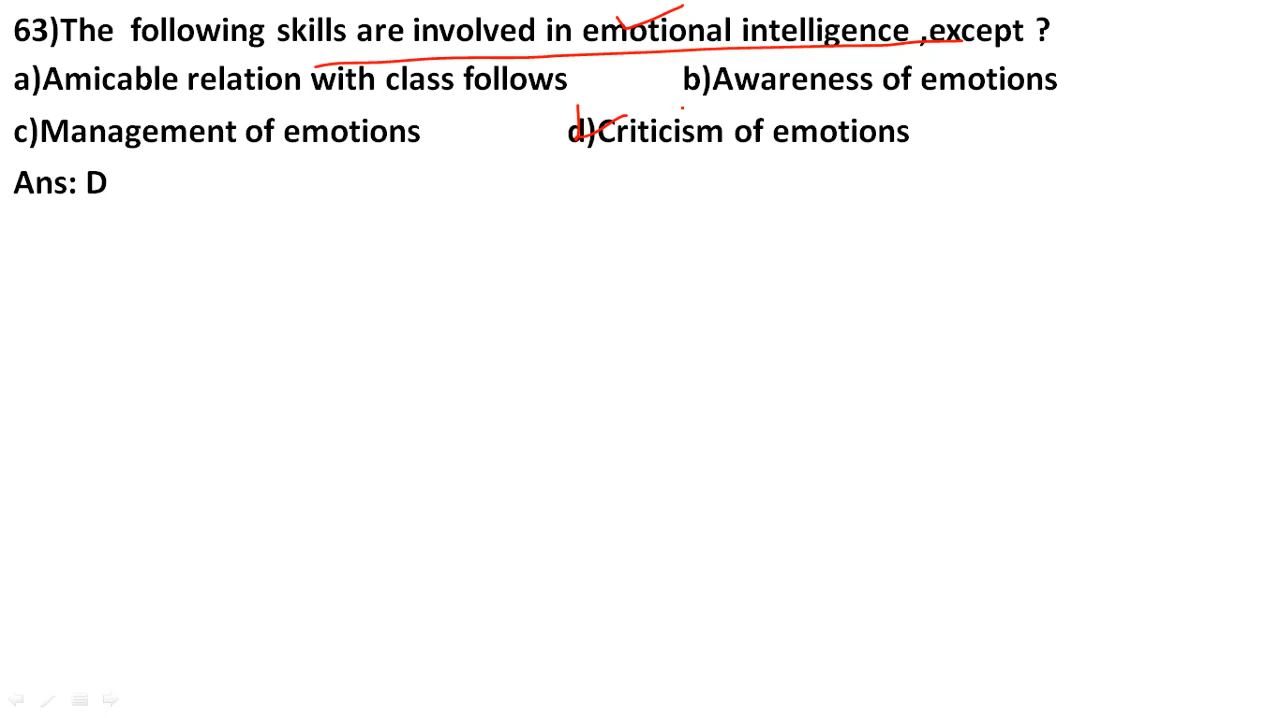 63)The following skills are involved in emotional intelligence ,except ?
a)Amicable relation with class follows b)Awareness of emotions
c)Management of emotions d)Criticism of emotions
Ans: D